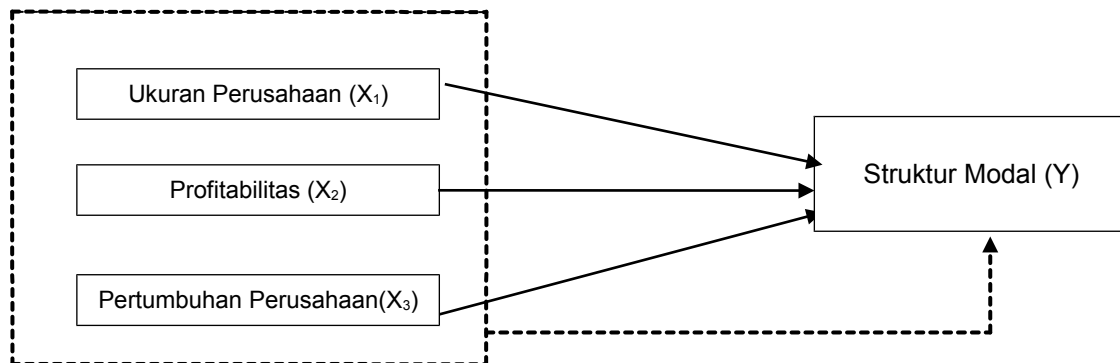 Ukuran Perusahaan (X₁)
Profitabilitas (X₂)
Pertumbuhan Perusahaan(X₃)
Struktur Modal (Y)